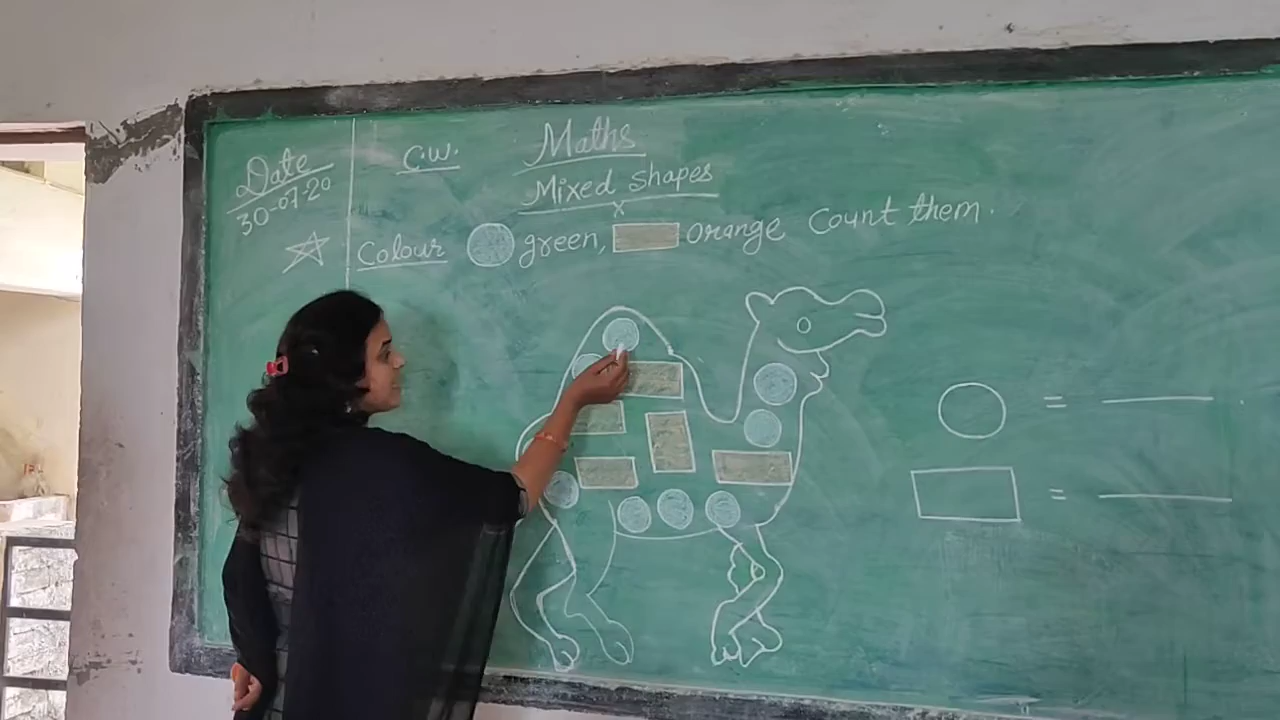 Date
30-07-20
C.W.
Maths
Mixed shapes
x
Colour green, orange Count them.
=
=